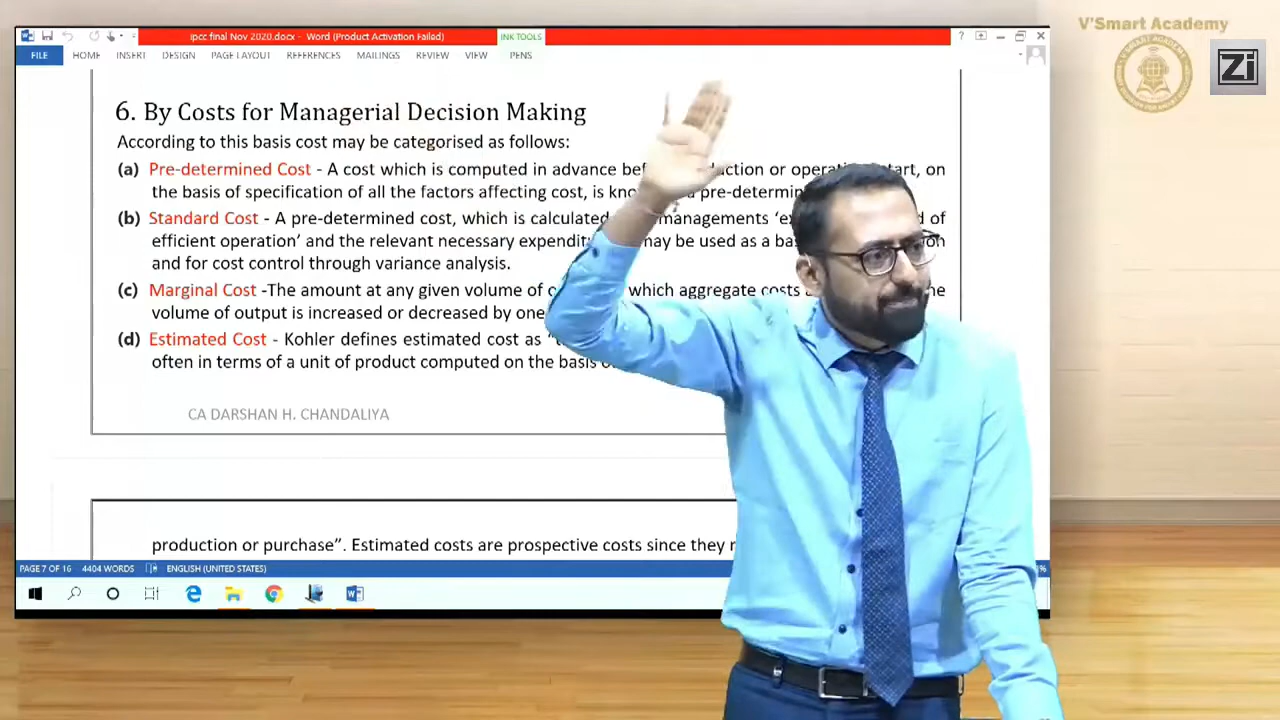 V'Smart Academy
Zi
ipcc final Nov 2020.docx - Word (Product Activation Failed)
INK TOOLS
FILE HOME INSERT DESIGN PAGE LAYOUT REFERENCES MAILINGS REVIEW VIEW PENS
6. By Costs for Managerial Decision Making
According to this basis cost may be categorised as follows:
(a) Pre-determined Cost - A cost which is computed in advance on
the basis of specification of all the factors affecting cost, is
(b) Standard Cost - A pre-determined cost, which is calculated managements of
efficient operation' and the relevant necessary may be used as a
and for cost control through variance analysis.
(c) Marginal Cost -The amount at any given volume of which aggregate costs
volume of output is increased or decreased by one
(d) Estimated Cost - Kohler defines estimated cost as
often in terms of a unit of product computed on the basis
CA DARSHAN H. CHANDALIYA
production or purchase”. Estimated costs are prospective costs since they
PAGE 7 OF 16 4404 WORDS ENGLISH (UNITED STATES)